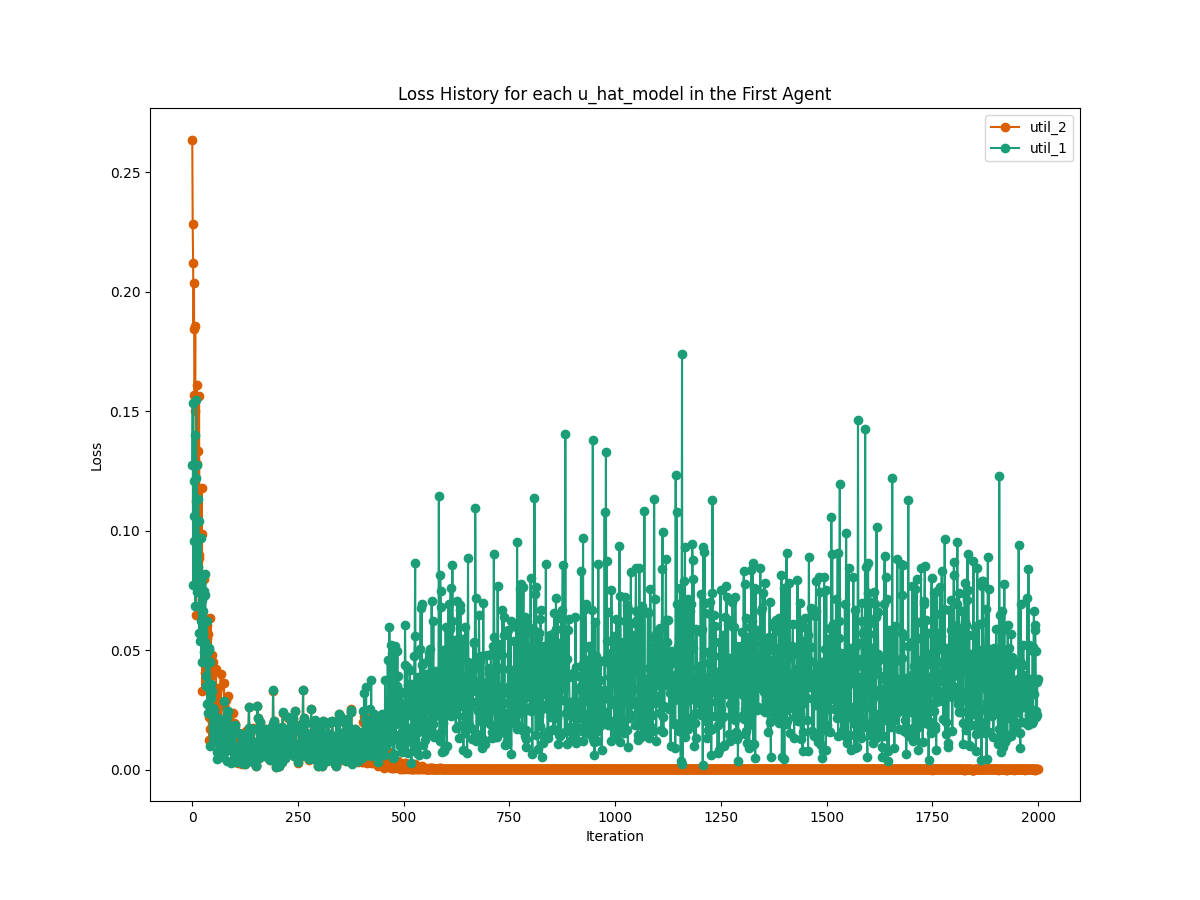 Loss History for each u_hat_model in the First Agent
util_2
util_1
0.25
0.20
0.15
0.10
0.05
0.00
Loss
0 250 500 750 1000 1250 1500 1750 2000
Iteration